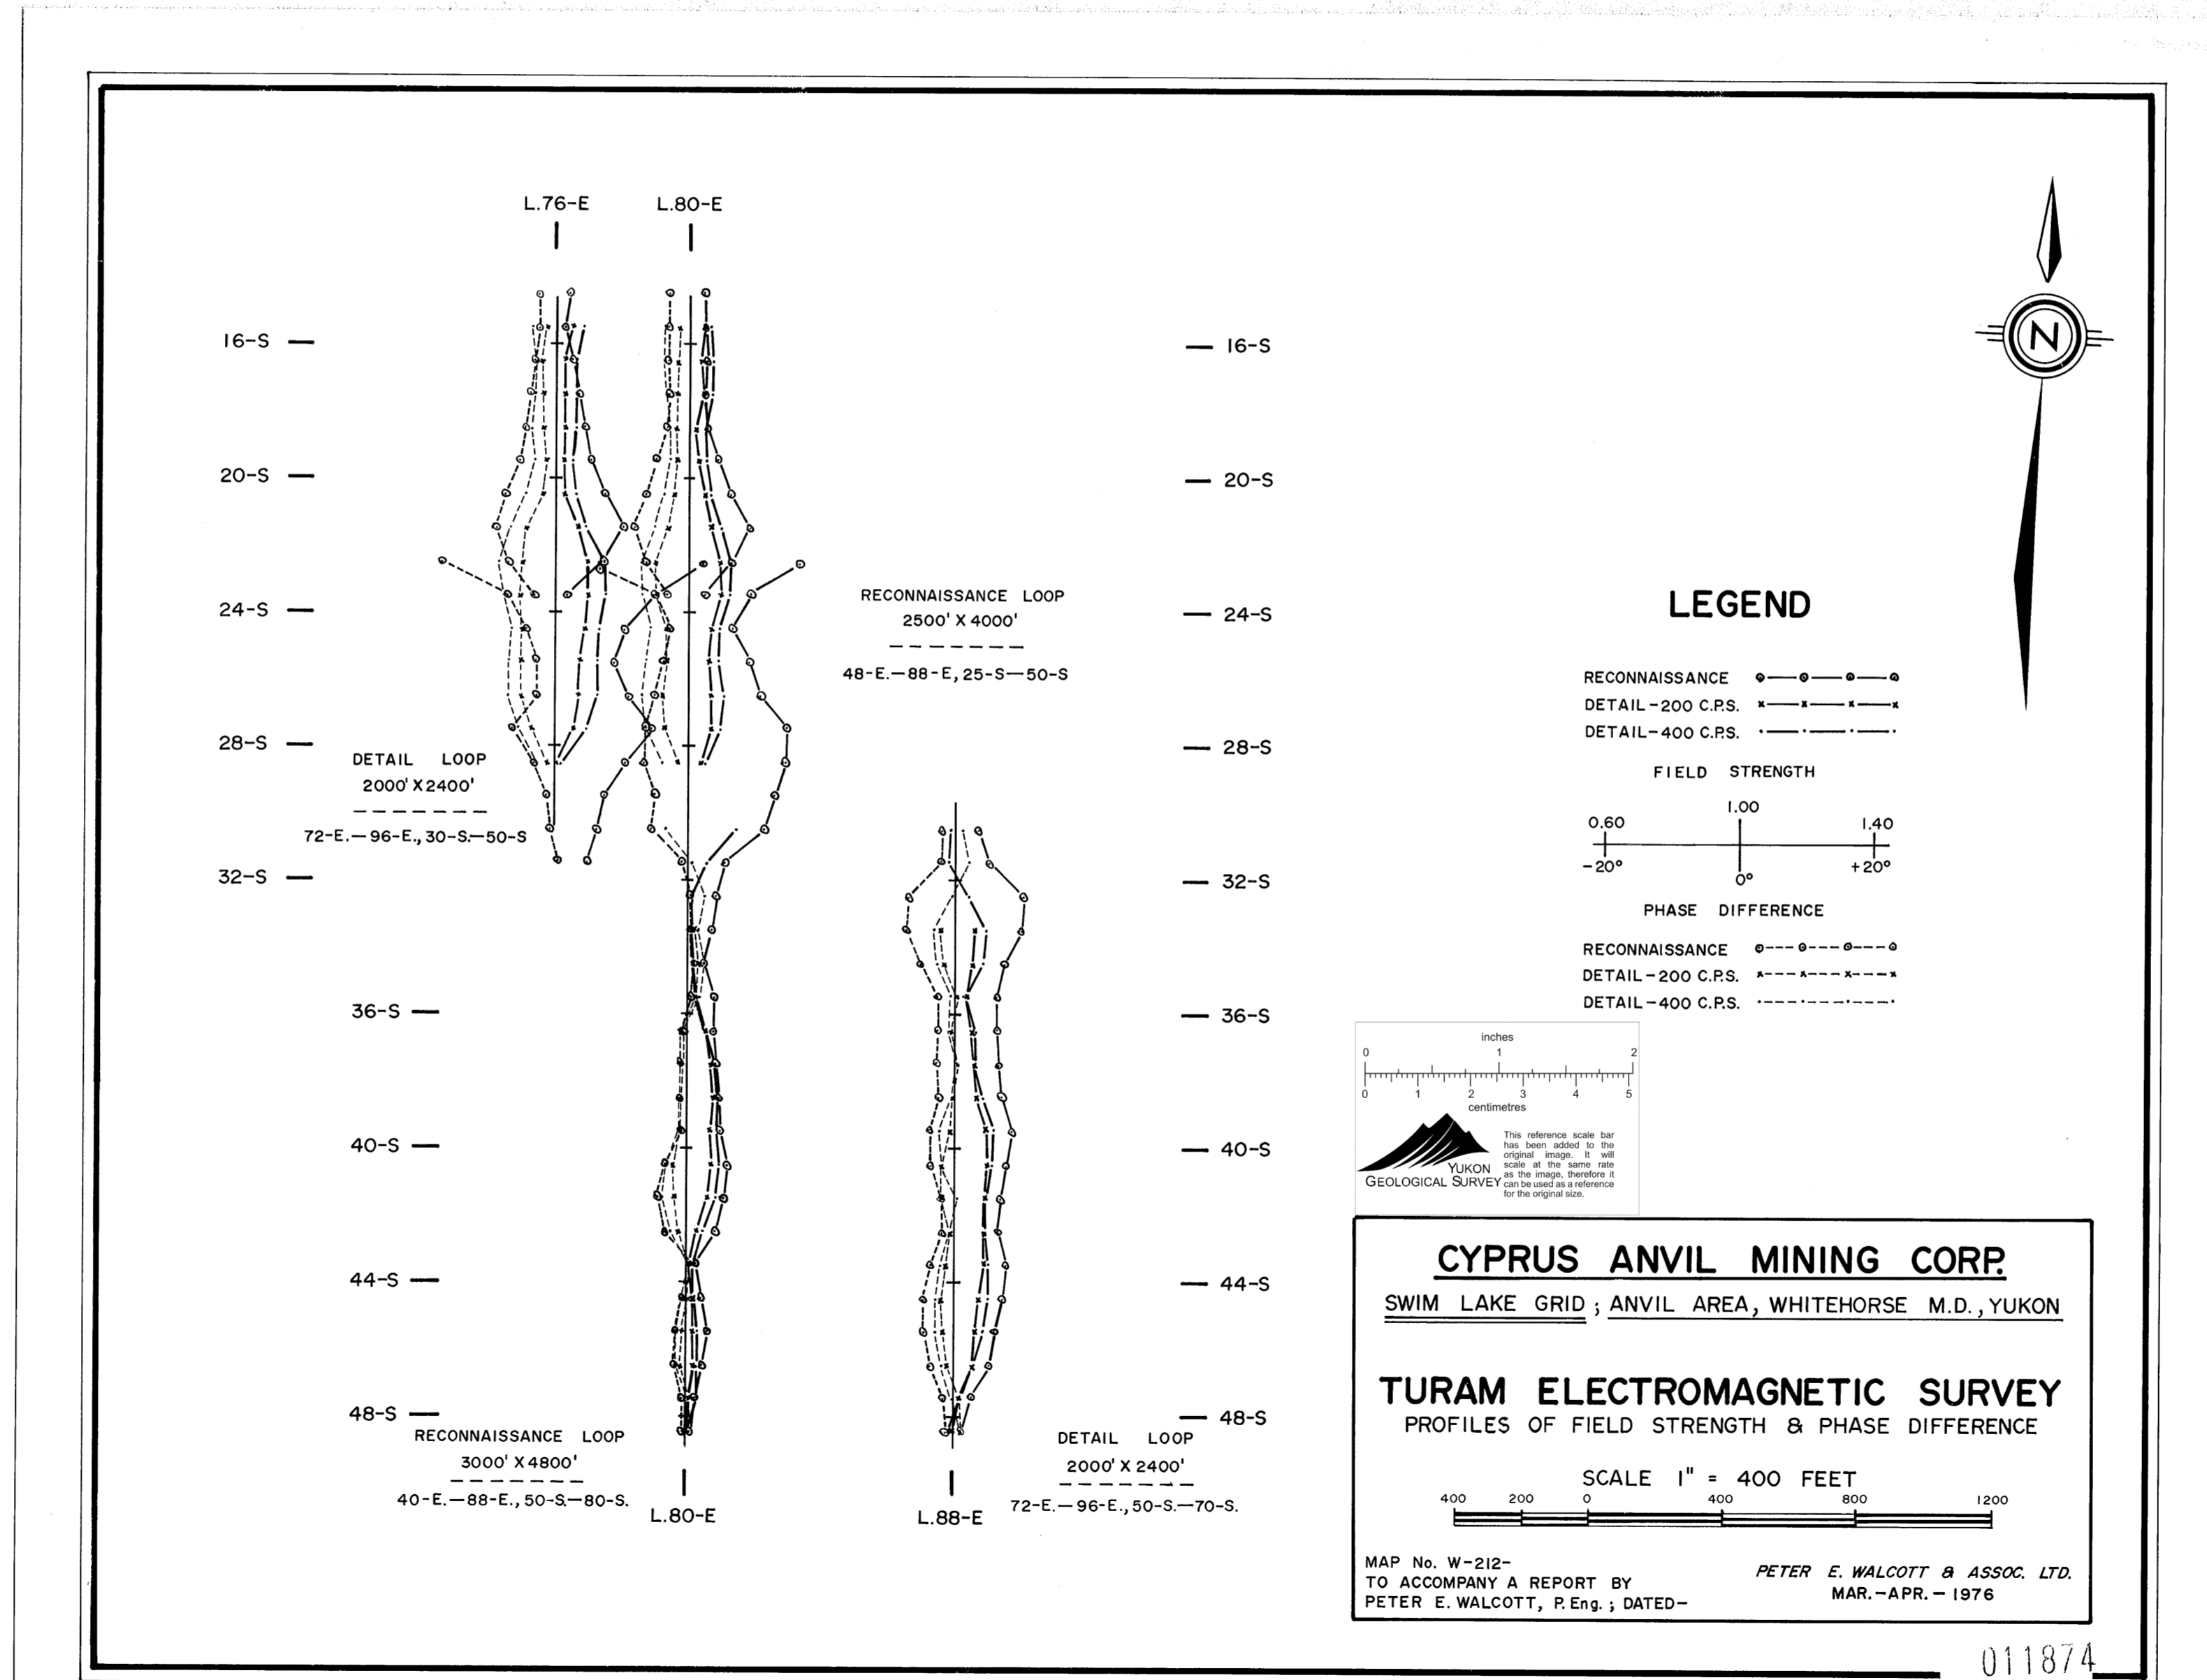 L.76-E L.80-E
16-S 16-S
20-S 20-S
24-S 24-S
28-S 28-S
32-S 32-S
36-S 36-S
40-S 40-S
44-S 44-S
48-S 48-S
RECONNAISSANCE LOOP
2500' X 4000'
48-E.—88-E, 25-S—50-S
DETAIL LOOP
2000' X 2400'
72-E.—96-E., 30-S.—50-S
RECONNAISSANCE LOOP
3000' X 4800'
40-E.—88-E., 50-S.—80-S.
L.80-E
L.88-E
DETAIL LOOP
2000' X 2400'
72-E.—96-E., 50-S.—70-S.
N
LEGEND
RECONNAISSANCE
DETAIL-200 C.P.S.
DETAIL-400 C.P.S.
FIELD STRENGTH
1.00
0.60 1.40
-20° +20°
0°
PHASE DIFFERENCE
RECONNAISSANCE
DETAIL-200 C.P.S.
DETAIL-400 C.P.S.
inches
0 1 2
0 1 2 3 4 5
centimetres
YUKON
GEOLOGICAL SURVEY
This reference scale bar
has been added to the
original image. It will
scale at the same rate
as the image, therefore it
can be used as a reference
for the original size.
CYPRUS ANVIL MINING CORP.
SWIM LAKE GRID ; ANVIL AREA, WHITEHORSE M.D., YUKON
TURAM ELECTROMAGNETIC SURVEY
PROFILES OF FIELD STRENGTH & PHASE DIFFERENCE
SCALE 1" = 400 FEET
400 200 0 400 800 1200
MAP No. W-212-
TO ACCOMPANY A REPORT BY
PETER E. WALCOTT, P. Eng. ; DATED-
PETER E. WALCOTT & ASSOC. LTD.
MAR.-APR. - 1976
011874